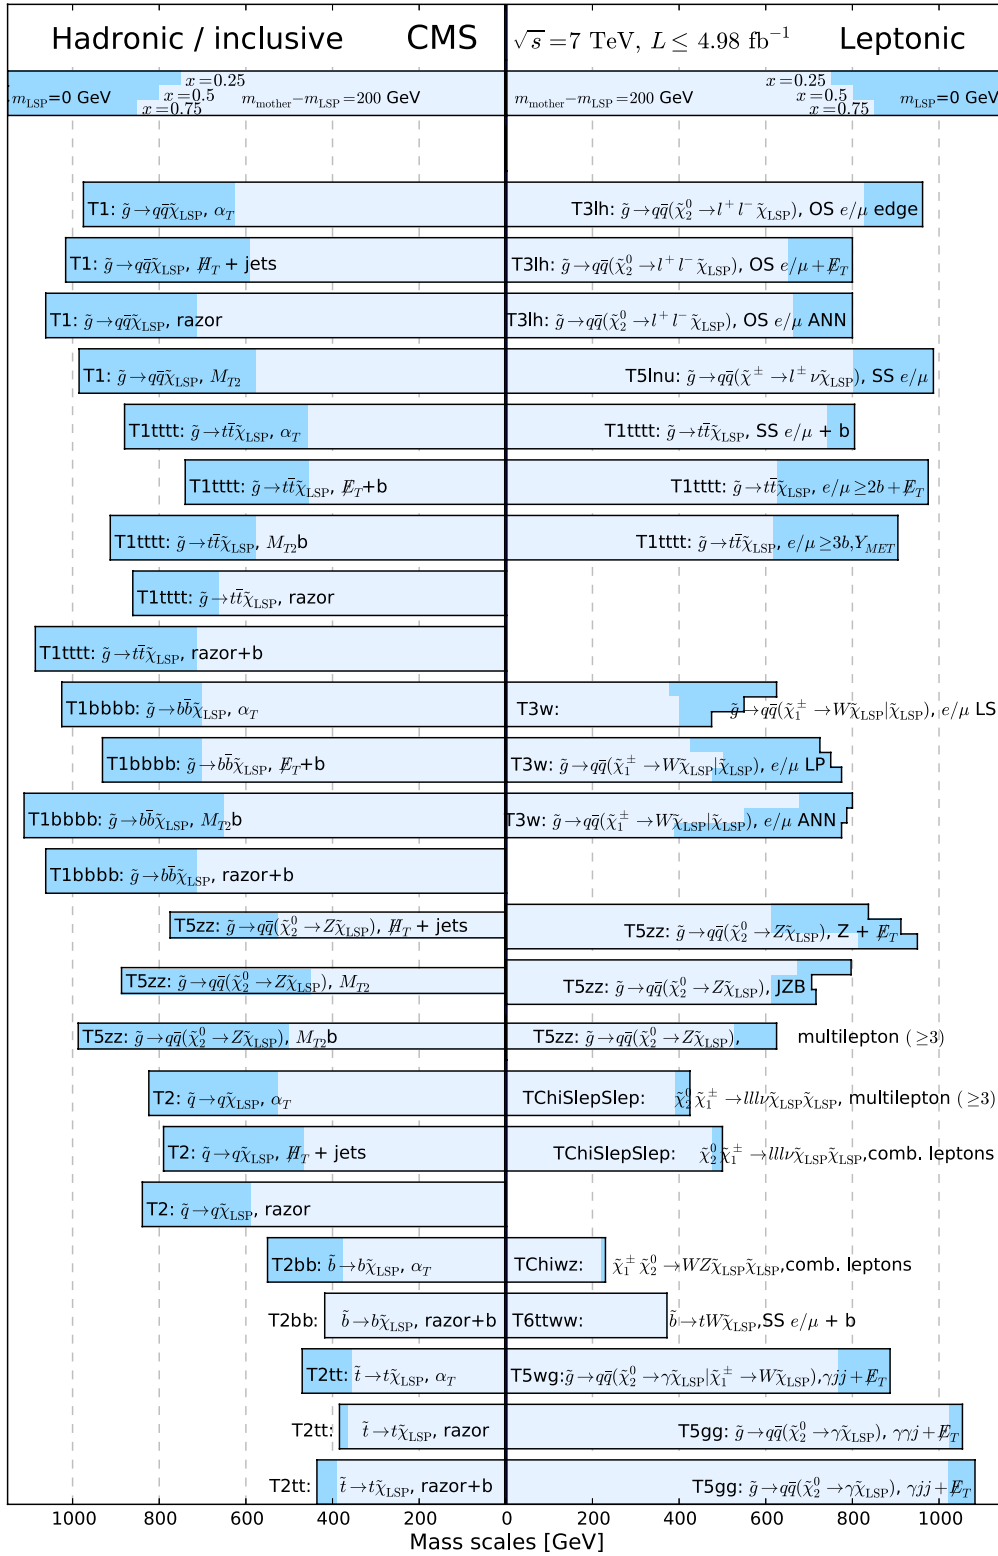 Hadronic / inclusive CMS √s = 7 TeV, L ≤ 4.98 fb⁻¹ Leptonic
x = 0.25 x = 0.25
m_LSP=0 GeV x = 0.5 m_mother − m_LSP = 200 GeV m_mother − m_LSP = 200 GeV x = 0.5 m_LSP=0 GeV
x = 0.75 x = 0.75
T1: g̃→qq̄χ̃_LSP, α_T T3lh: g̃→qq̄(χ̃⁰₂→l⁺l⁻χ̃_LSP), OS e/μ edge
T1: g̃→qq̄χ̃_LSP, H̸_T + jets T3lh: g̃→qq̄(χ̃⁰₂→l⁺l⁻χ̃_LSP), OS e/μ + E̸_T
T1: g̃→qq̄χ̃_LSP, razor T3lh: g̃→qq̄(χ̃⁰₂→l⁺l⁻χ̃_LSP), OS e/μ ANN
T1: g̃→qq̄χ̃_LSP, M_T2 T5lnu: g̃→qq̄(χ̃^±→l^±νχ̃_LSP), SS e/μ
T1tttt: g̃→tt̄χ̃_LSP, α_T T1tttt: g̃→tt̄χ̃_LSP, SS e/μ + b
T1tttt: g̃→tt̄χ̃_LSP, E̸_T+b T1tttt: g̃→tt̄χ̃_LSP, e/μ ≥2b + E̸_T
T1tttt: g̃→tt̄χ̃_LSP, M_T2b T1tttt: g̃→tt̄χ̃_LSP, e/μ ≥3b, Y_MET
T1tttt: g̃→tt̄χ̃_LSP, razor
T1tttt: g̃→tt̄χ̃_LSP, razor+b
T1bbbb: g̃→bb̄χ̃_LSP, α_T T3w: g̃→qq̄(χ̃^±₁→Wχ̃_LSP|χ̃_LSP), e/μ LS
T1bbbb: g̃→bb̄χ̃_LSP, E̸_T+b T3w: g̃→qq̄(χ̃^±₁→Wχ̃_LSP|χ̃_LSP), e/μ LP
T1bbbb: g̃→bb̄χ̃_LSP, M_T2b T3w: g̃→qq̄(χ̃^±₁→Wχ̃_LSP|χ̃_LSP), e/μ ANN
T1bbbb: g̃→bb̄χ̃_LSP, razor+b
T5zz: g̃→qq̄(χ̃⁰₂→Zχ̃_LSP), H̸_T + jets T5zz: g̃→qq̄(χ̃⁰₂→Zχ̃_LSP), Z + E̸_T
T5zz: g̃→qq̄(χ̃⁰₂→Zχ̃_LSP), M_T2 T5zz: g̃→qq̄(χ̃⁰₂→Zχ̃_LSP), JZB
T5zz: g̃→qq̄(χ̃⁰₂→Zχ̃_LSP), M_T2b T5zz: g̃→qq̄(χ̃⁰₂→Zχ̃_LSP), multilepton (≥3)
T2: q̃→qχ̃_LSP, α_T TChiSlepSlep: χ̃⁰₂χ̃^±₁→lllνχ̃_LSPχ̃_LSP, multilepton (≥3)
T2: q̃→qχ̃_LSP, H̸_T + jets TChiSlepSlep: χ̃⁰₂χ̃^±₁→lllνχ̃_LSPχ̃_LSP,comb. leptons
T2: q̃→qχ̃_LSP, razor
T2bb: b̃→bχ̃_LSP, α_T TChiwz: χ̃^±₁χ̃⁰₂→WZχ̃_LSPχ̃_LSP,comb. leptons
T2bb: b̃→bχ̃_LSP, razor+b T6ttww: b̃→tWχ̃_LSP,SS e/μ + b
T2tt: t̃→tχ̃_LSP, α_T T5wg:g̃→qq̄(χ̃⁰₂→γχ̃_LSP|χ̃^±₁→Wχ̃_LSP),γjj + E̸_T
T2tt: t̃→tχ̃_LSP, razor T5gg: g̃→qq̄(χ̃⁰₂→γχ̃_LSP), γγj + E̸_T
T2tt: t̃→tχ̃_LSP, razor+b T5gg: g̃→qq̄(χ̃⁰₂→γχ̃_LSP), γjj + E̸_T
1000 800 600 400 200 0 200 400 600 800 1000
Mass scales [GeV]